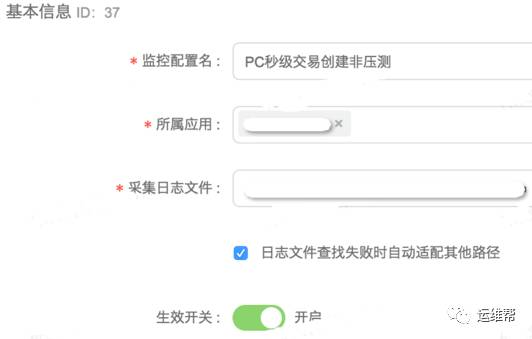 基本信息 ID: 37
* 监控配置名： PC秒级交易创建非压测
* 所属应用： ×
* 采集日志文件：
日志文件查找失败时自动适配其他路径
生效开关： 开启
运维帮